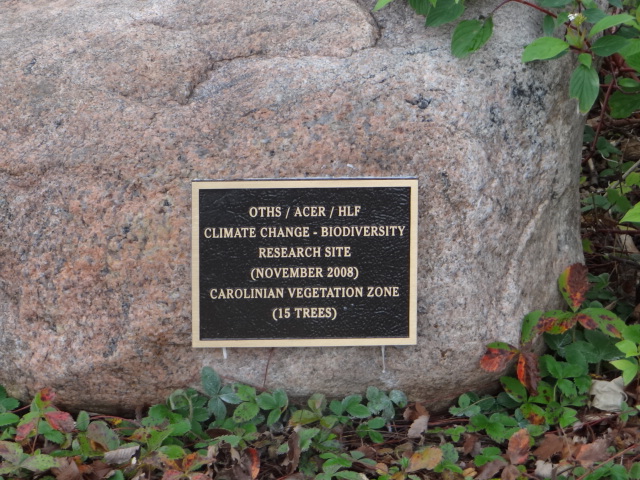 OTHS / ACER / HLF
CLIMATE CHANGE - BIODIVERSITY
RESEARCH SITE
(NOVEMBER 2008)
CAROLINIAN VEGETATION ZONE
(15 TREES)